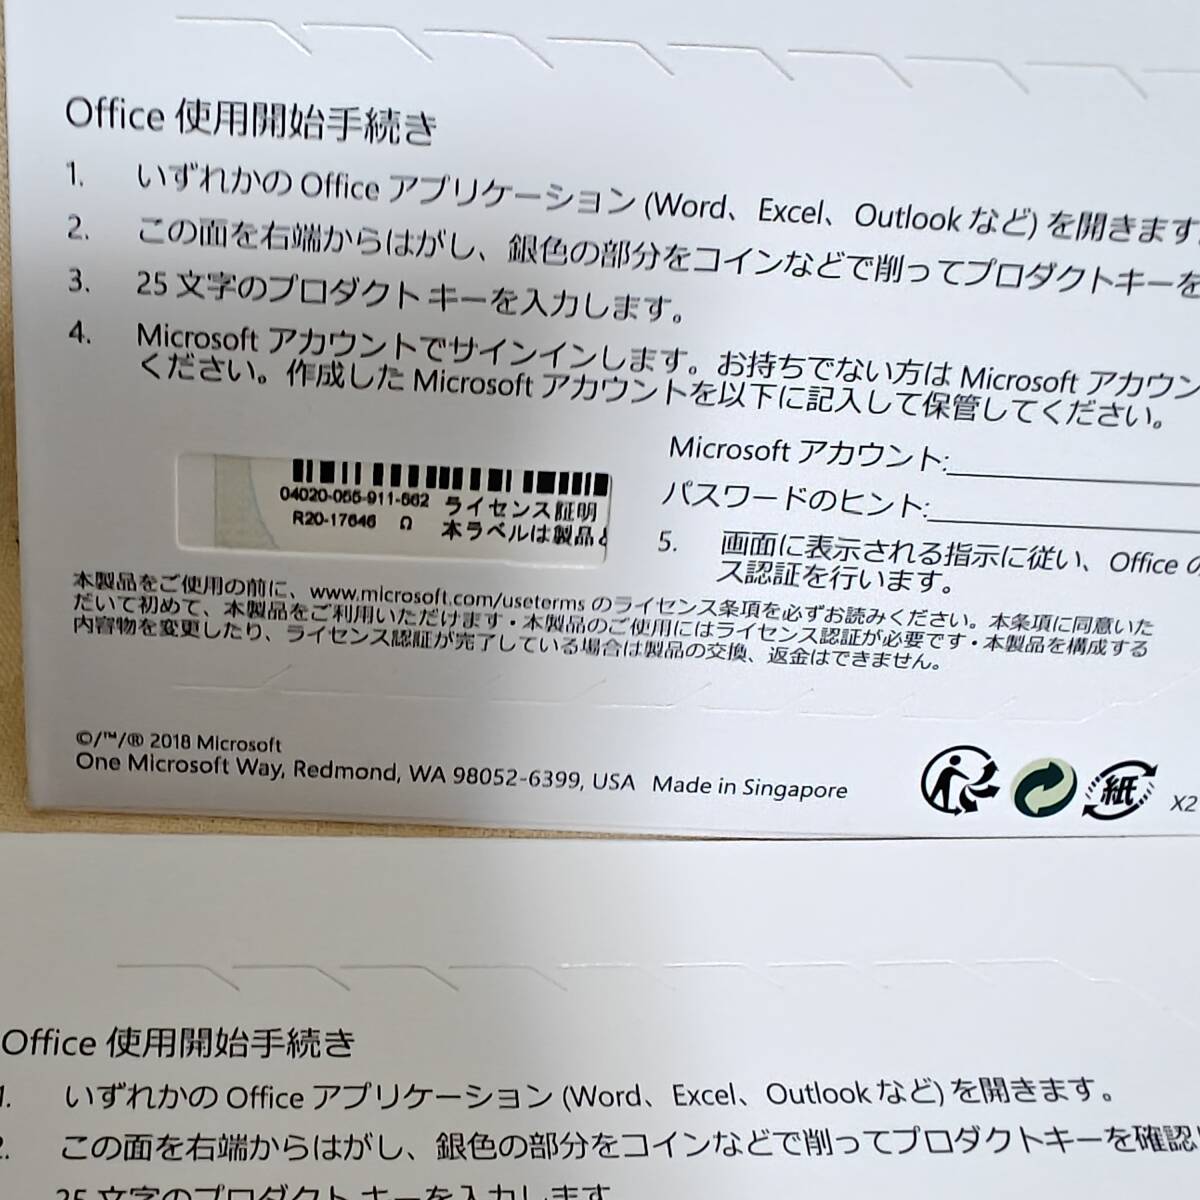 Office 使用開始手続き
1. いずれかの Office アプリケーション (Word、Excel、Outlook など) を開きます
2. この面を右端からはがし、銀色の部分をコインなどで削ってプロダクトキーを
3. 25 文字のプロダクト キーを入力します。
4. Microsoft アカウントでサインインします。お持ちでない方は Microsoft アカウン
ください。作成した Microsoft アカウントを以下に記入して保管してください。
Microsoft アカウント:
パスワードのヒント:
04020-055-911-662 ライセンス証明
R20-17646 Ω 本ラベルは製品と
5. 画面に表示される指示に従い、Office の
ス認証を行います。
本製品をご使用の前に、www.microsoft.com/useterms のライセンス条項を必ずお読みください。本条項に同意いた
だいて初めて、本製品をご利用いただけます・本製品のご使用にはライセンス認証が必要です・本製品を構成する
内容物を変更したり、ライセンス認証が完了している場合は製品の交換、返金はできません。
©/™/® 2018 Microsoft
One Microsoft Way, Redmond, WA 98052-6399, USA Made in Singapore
紙
X2
Office 使用開始手続き
1. いずれかの Office アプリケーション (Word、Excel、Outlook など) を開きます。
2. この面を右端からはがし、銀色の部分をコインなどで削ってプロダクトキーを確認
25 文字のプロダクト キーを入力します